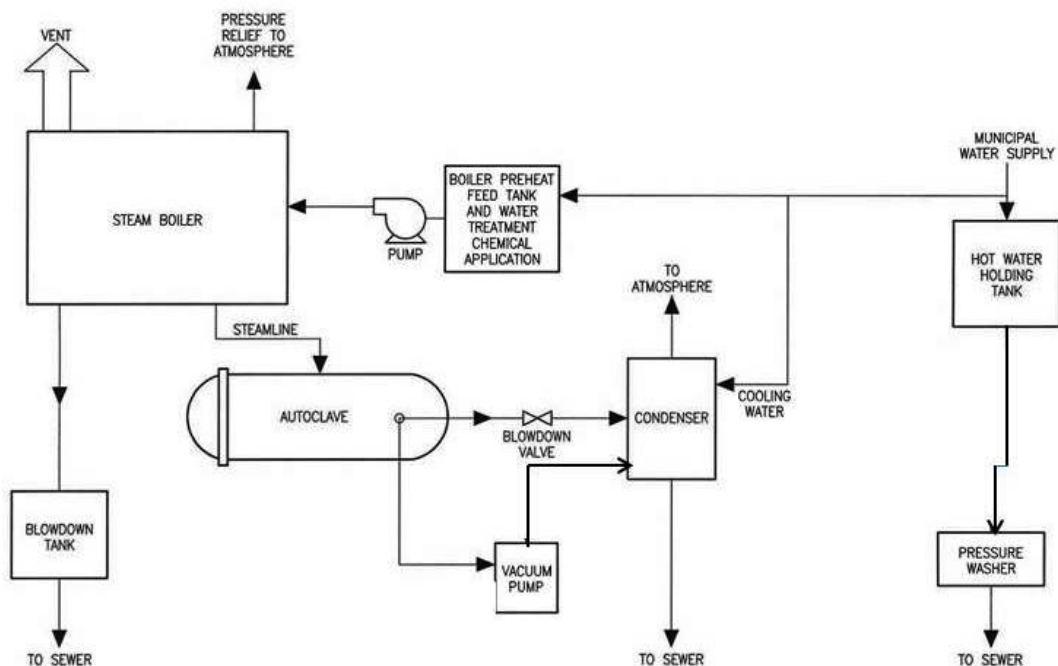 VENT
PRESSURE
RELIEF TO
ATMOSPHERE
STEAM BOILER
PUMP
BOILER PREHEAT
FEED TANK
AND WATER
TREATMENT
CHEMICAL
APPLICATION
MUNICIPAL
WATER SUPPLY
HOT WATER
HOLDING
TANK
TO
ATMOSPHERE
STEAMLINE
AUTOCLAVE
BLOWDOWN
VALVE
CONDENSER
COOLING
WATER
BLOWDOWN
TANK
VACUUM
PUMP
PRESSURE
WASHER
TO SEWER
TO SEWER
TO SEWER